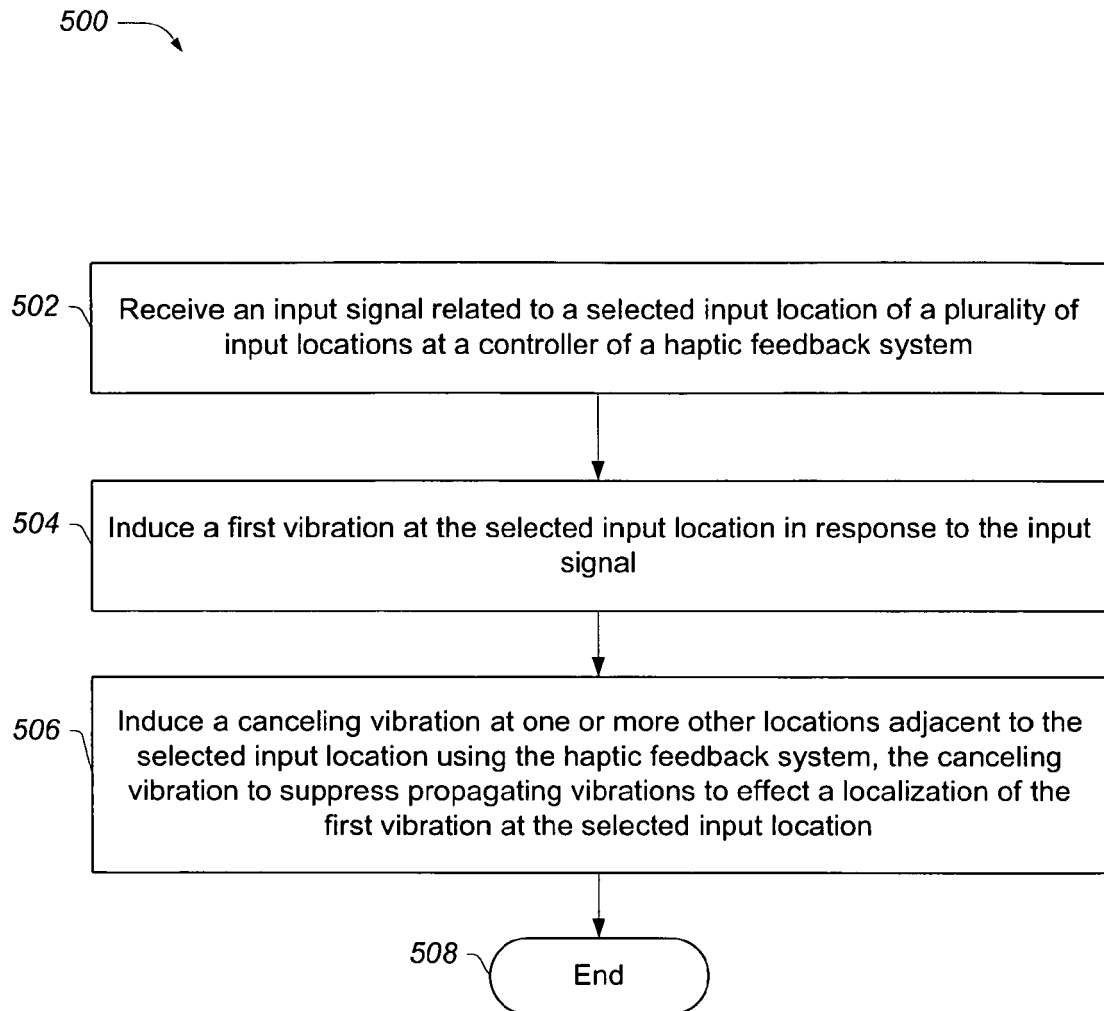 500
502
Receive an input signal related to a selected input location of a plurality of
input locations at a controller of a haptic feedback system
504
Induce a first vibration at the selected input location in response to the input
signal
506
Induce a canceling vibration at one or more other locations adjacent to the
selected input location using the haptic feedback system, the canceling
vibration to suppress propagating vibrations to effect a localization of the
first vibration at the selected input location
508
End